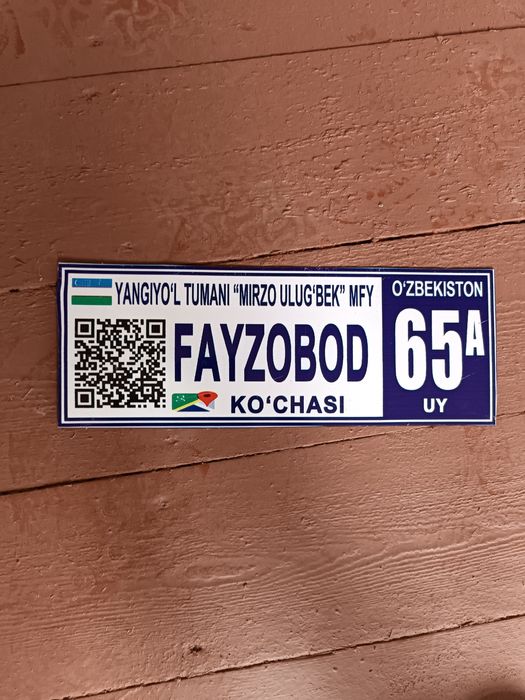 YANGIYO‘L TUMANI “MIRZO ULUG‘BEK” MFY
FAYZOBOD
KO‘CHASI
O‘ZBEKISTON
65A
UY